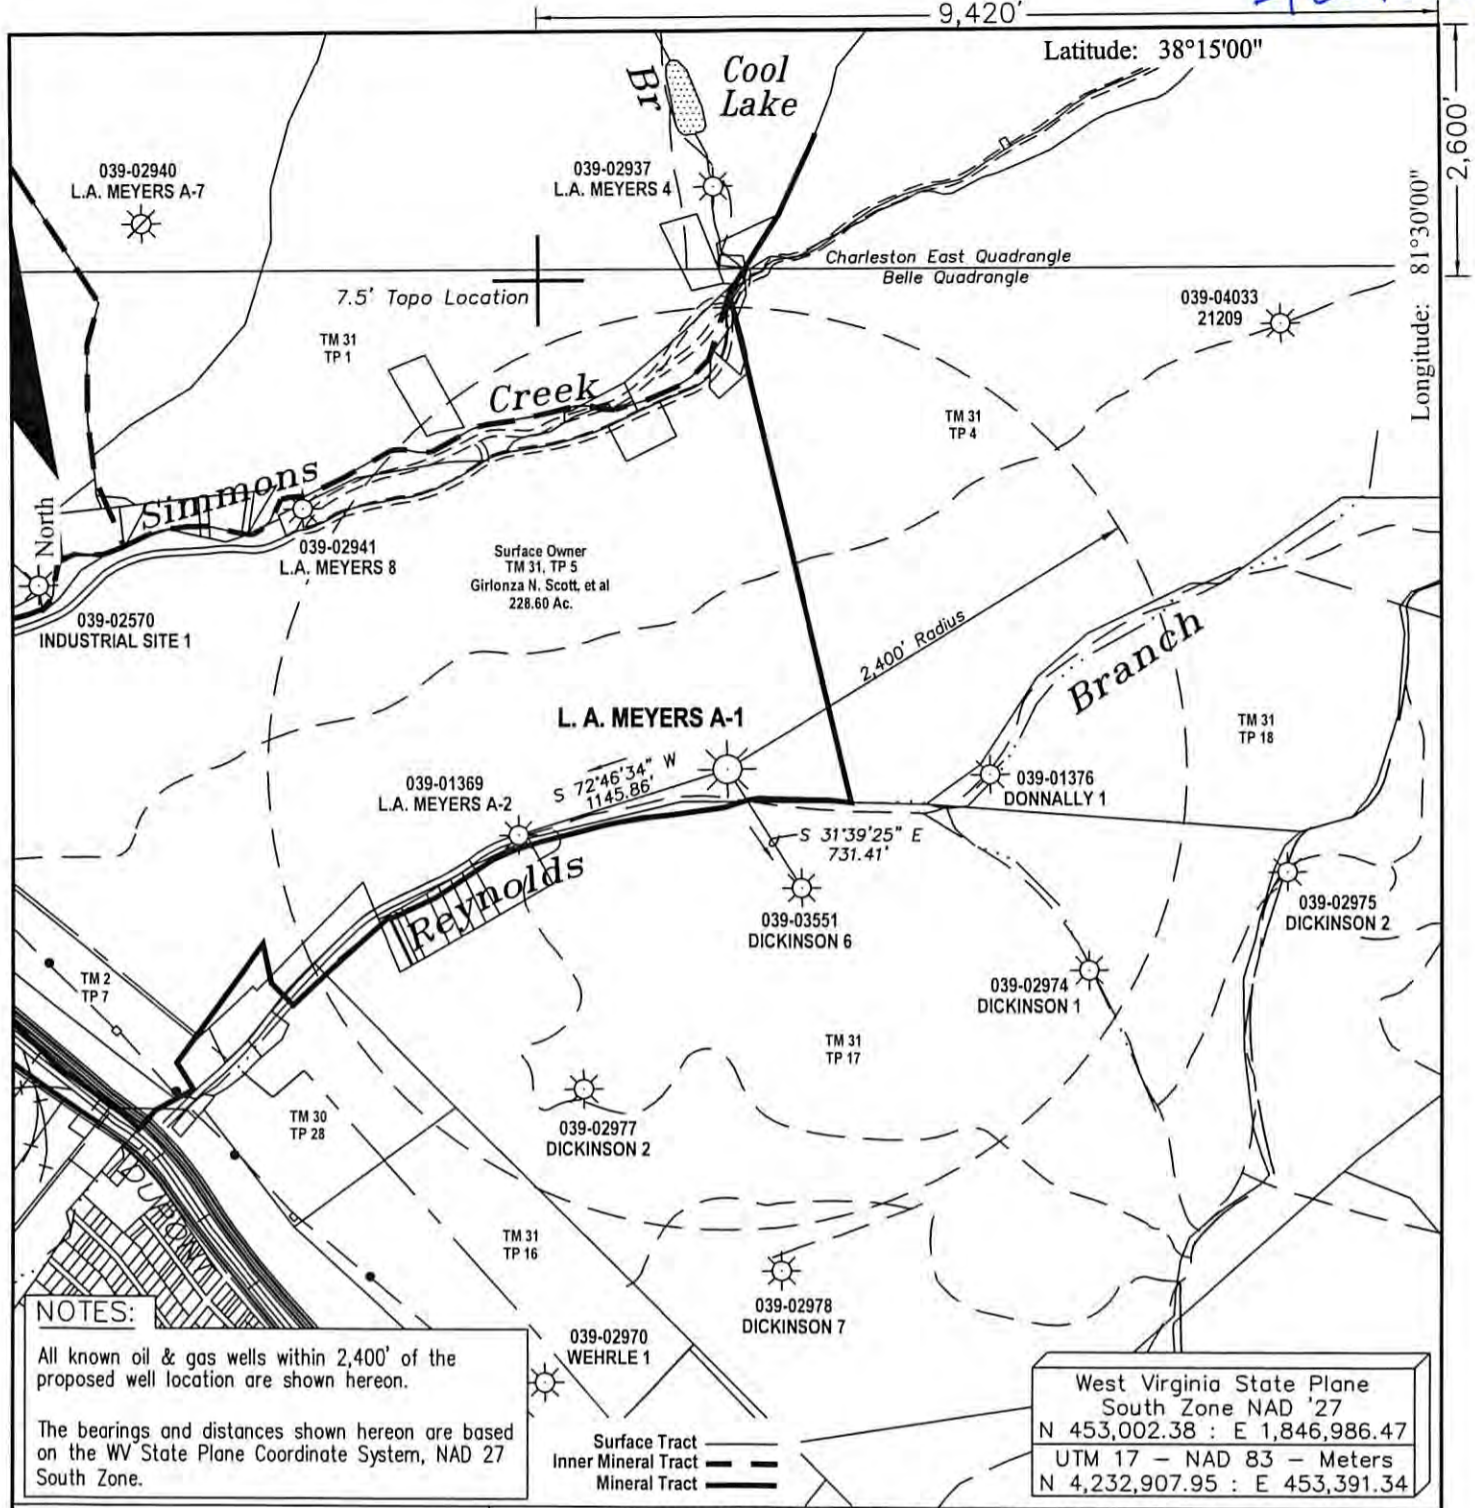 9,420'
Latitude: 38°15'00"
2,600'
Longitude: 81°30'00"
Br
Cool
Lake
039-02940
L.A. MEYERS A-7
039-02937
L.A. MEYERS 4
Charleston East Quadrangle
Belle Quadrangle
7.5' Topo Location
039-04033
21209
TM 31
TP 1
Creek
TM 31
TP 4
Simmons
North
039-02941
L.A. MEYERS 8
Surface Owner
TM 31, TP 5
Girlonza N. Scott, et al
228.60 Ac.
039-02570
INDUSTRIAL SITE 1
2,400' Radius
Branch
L. A. MEYERS A-1
TM 31
TP 18
039-01369
L.A. MEYERS A-2
S 72°46'34" W
1145.86'
039-01376
DONNALLY 1
S 31°39'25" E
731.41'
Reynolds
039-03551
DICKINSON 6
039-02975
DICKINSON 2
TM 2
TP 7
039-02974
DICKINSON 1
TM 31
TP 17
TM 30
TP 28
039-02977
DICKINSON 2
TM 31
TP 16
039-02978
DICKINSON 7
039-02970
WEHRLE 1
NOTES:
All known oil & gas wells within 2,400' of the
proposed well location are shown hereon.
The bearings and distances shown hereon are based
on the WV State Plane Coordinate System, NAD 27
South Zone.
Surface Tract
Inner Mineral Tract
Mineral Tract
West Virginia State Plane
South Zone NAD '27
N 453,002.38 : E 1,846,986.47
UTM 17 – NAD 83 – Meters
N 4,232,907.95 : E 453,391.34